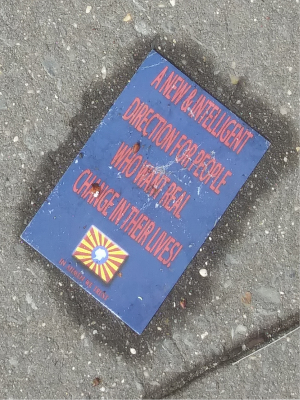 A NEW & INTELLIGENT
DIRECTION FOR PEOPLE
WHO WANT REAL
CHANGE IN THEIR LIVES!